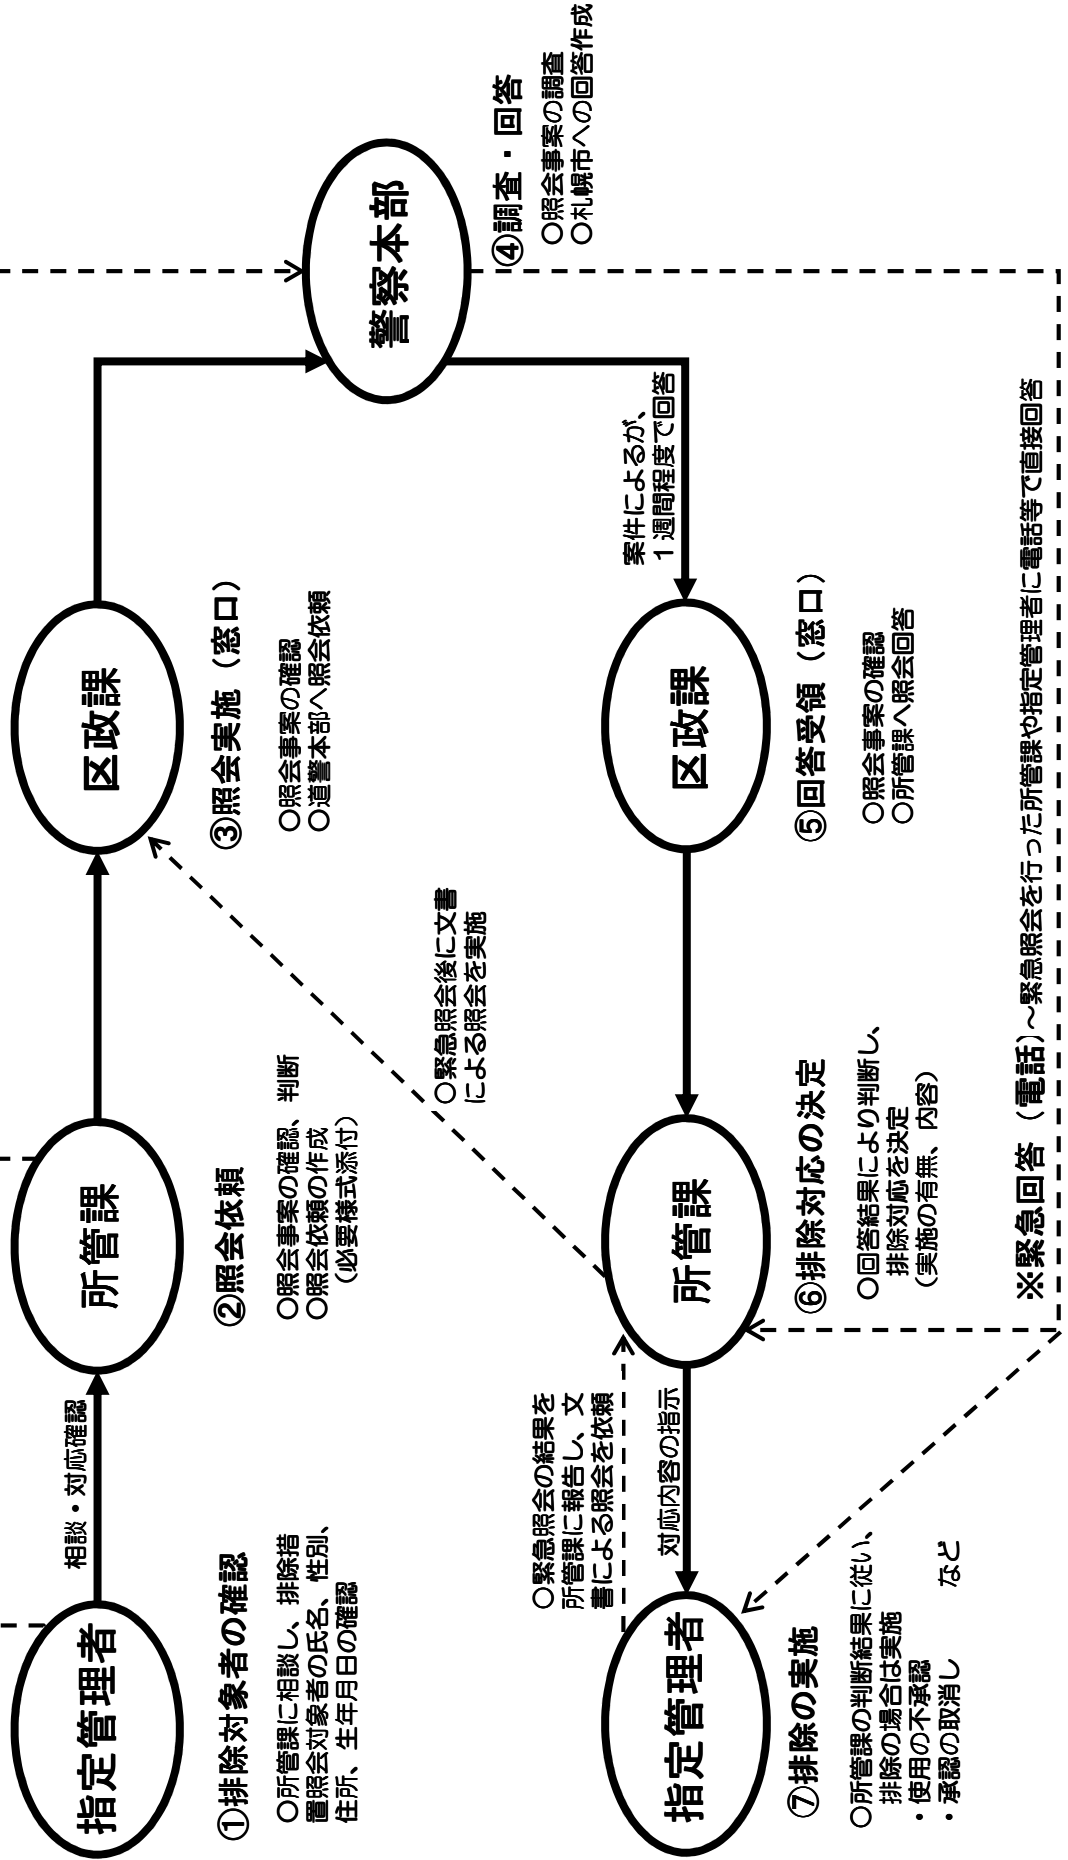 指定管理者
①排除対象者の確認
〇所管課に相談し、排除措
置照会対象者の氏名、性別、
住所、生年月日の確認
相談・対応確認
所管課
②照会依頼
〇照会事案の確認、判断
〇照会依頼の作成
（必要様式添付）
区政課
③照会実施（窓口）
〇照会事案の確認
〇道警本部へ照会依頼
警察本部
④調査・回答
〇照会事案の調査
〇札幌市への回答作成
案件によるが、
１週間程度で回答
区政課
⑤回答受領（窓口）
〇照会事案の確認
〇所管課へ照会回答
〇緊急照会後に文書
による照会を実施
所管課
⑥排除対応の決定
〇回答結果により判断し、
排除対応を決定
（実施の有無、内容）
〇緊急照会の結果を
所管課に報告し、文
書による照会を依頼
対応内容の指示
指定管理者
⑦排除の実施
〇所管課の判断結果に従い、
排除の場合は実施
・使用の不承認
・承認の取消し　　など
※緊急回答（電話）～緊急照会を行った所管課や指定管理者に電話等で直接回答